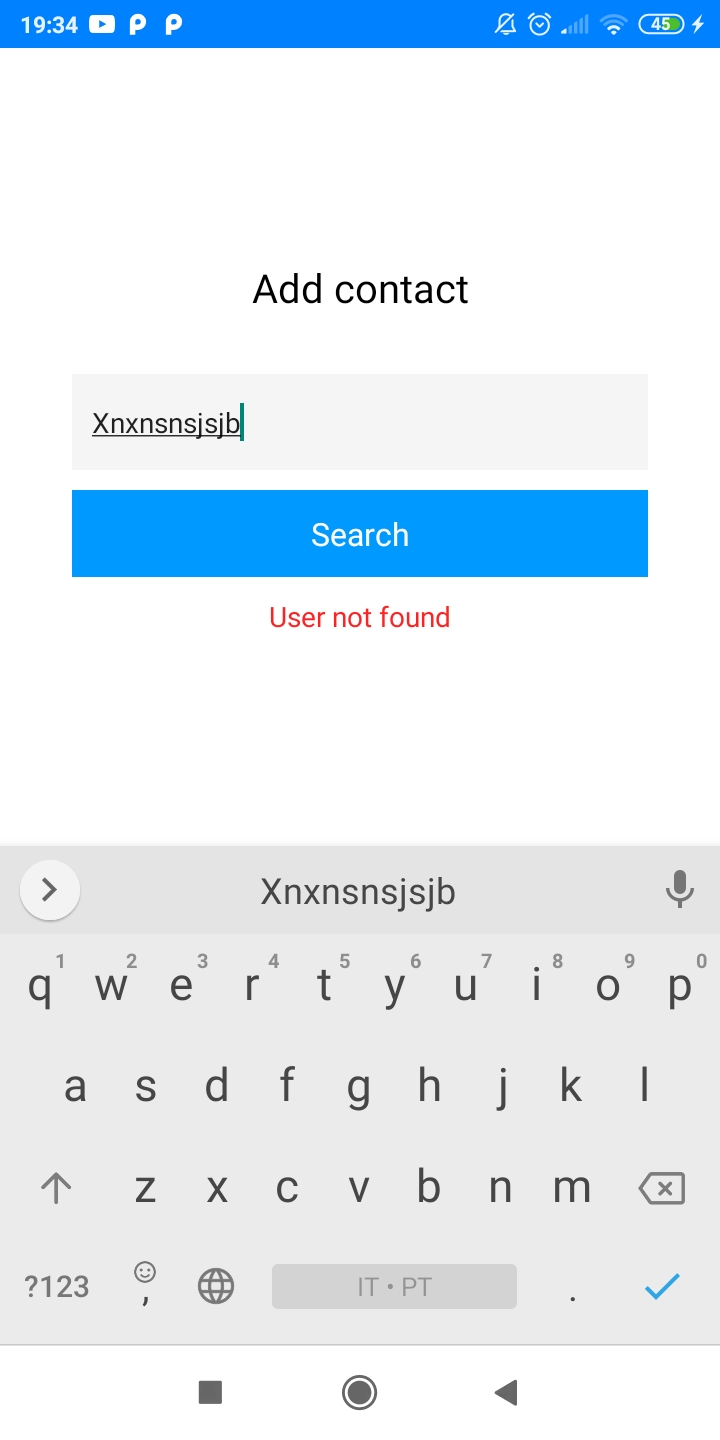 19:34
45
Add contact
Xnxnsnsjsjb
Search
User not found
Xnxnsnsjsjb
1 2 3 4 5 6 7 8 9 0
q w e r t y u i o p
a s d f g h j k l
z x c v b n m
?123 , IT • PT .